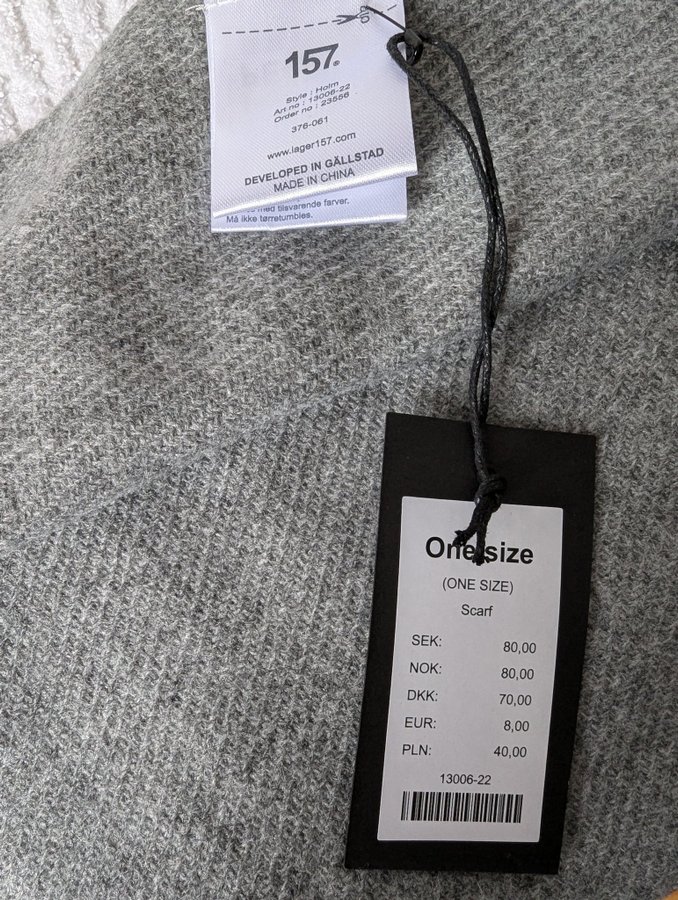 157.
Style : Holm
Art no : 13006-22
Order no : 23556
376-061
www.lager157.com
DEVELOPED IN GÄLLSTAD
MADE IN CHINA
med tilsvarende farver.
Må ikke tørretumbles.
One size
(ONE SIZE)
Scarf
SEK: 80,00
NOK: 80,00
DKK: 70,00
EUR: 8,00
PLN: 40,00
13006-22